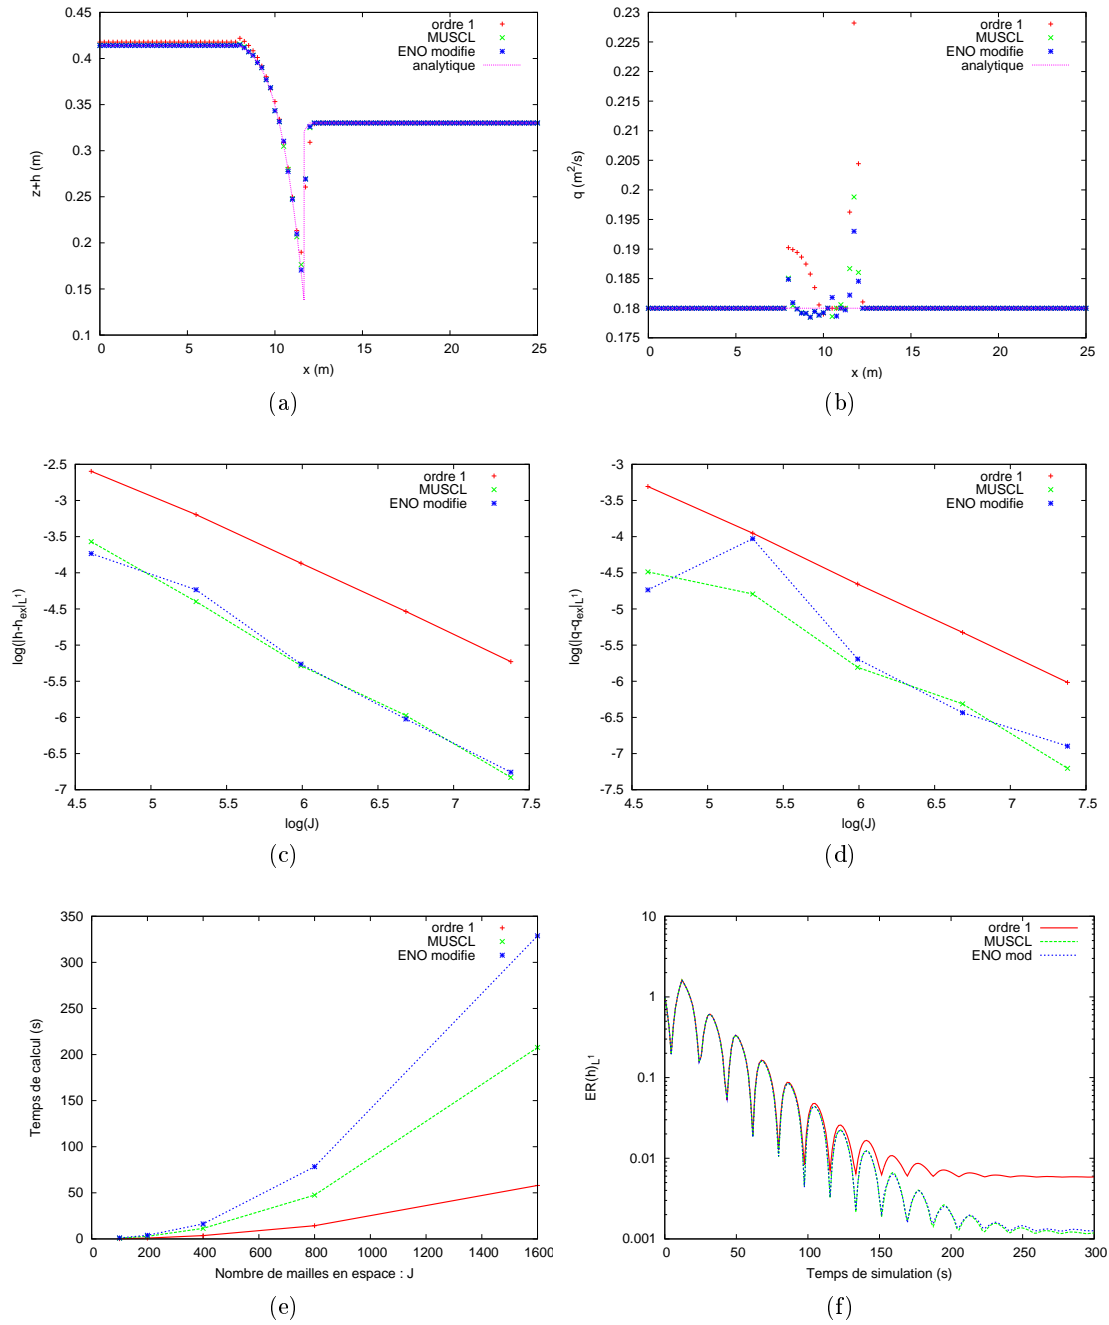 0.45
0.4
0.35
0.3
0.25
0.2
0.15
0.1
0 5 10 15 20 25
z+h (m)
x (m)
ordre 1
MUSCL
ENO modifie
analytique
(a)
0.23
0.225
0.22
0.215
0.21
0.205
0.2
0.195
0.19
0.185
0.18
0.175
0 5 10 15 20 25
q (m²/s)
x (m)
ordre 1
MUSCL
ENO modifie
analytique
(b)
-2.5
-3
-3.5
-4
-4.5
-5
-5.5
-6
-6.5
-7
4.5 5 5.5 6 6.5 7 7.5
log(|h-h_ex|_L¹)
log(J)
ordre 1
MUSCL
ENO modifie
(c)
-3
-3.5
-4
-4.5
-5
-5.5
-6
-6.5
-7
-7.5
4.5 5 5.5 6 6.5 7 7.5
log(|q-q_ex|_L¹)
log(J)
ordre 1
MUSCL
ENO modifie
(d)
350
300
250
200
150
100
50
0
0 200 400 600 800 1000 1200 1400 1600
Temps de calcul (s)
Nombre de mailles en espace : J
ordre 1
MUSCL
ENO modifie
(e)
10
1
0.1
0.01
0.001
0 50 100 150 200 250 300
ER(h)_L¹
Temps de simulation (s)
ordre 1
MUSCL
ENO mod
(f)